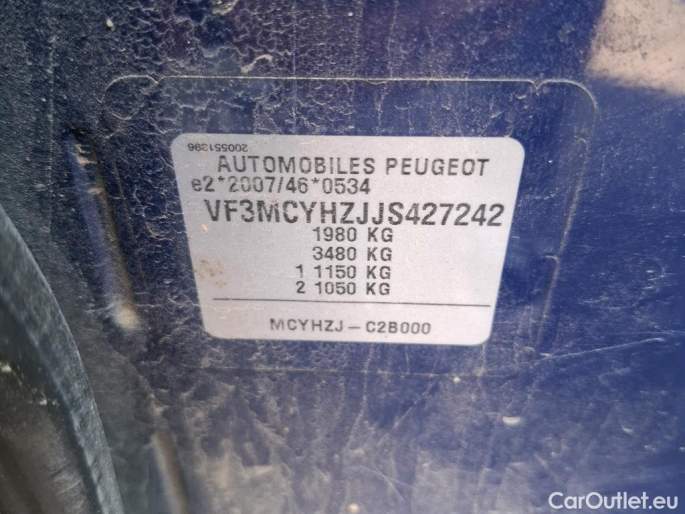 200551396
AUTOMOBILES PEUGEOT
e2*2007/46*0534
VF3MCYHZJJS427242
1980 KG
3480 KG
1 1150 KG
2 1050 KG
MCYHZJ – C2B000
CarOutlet.eu